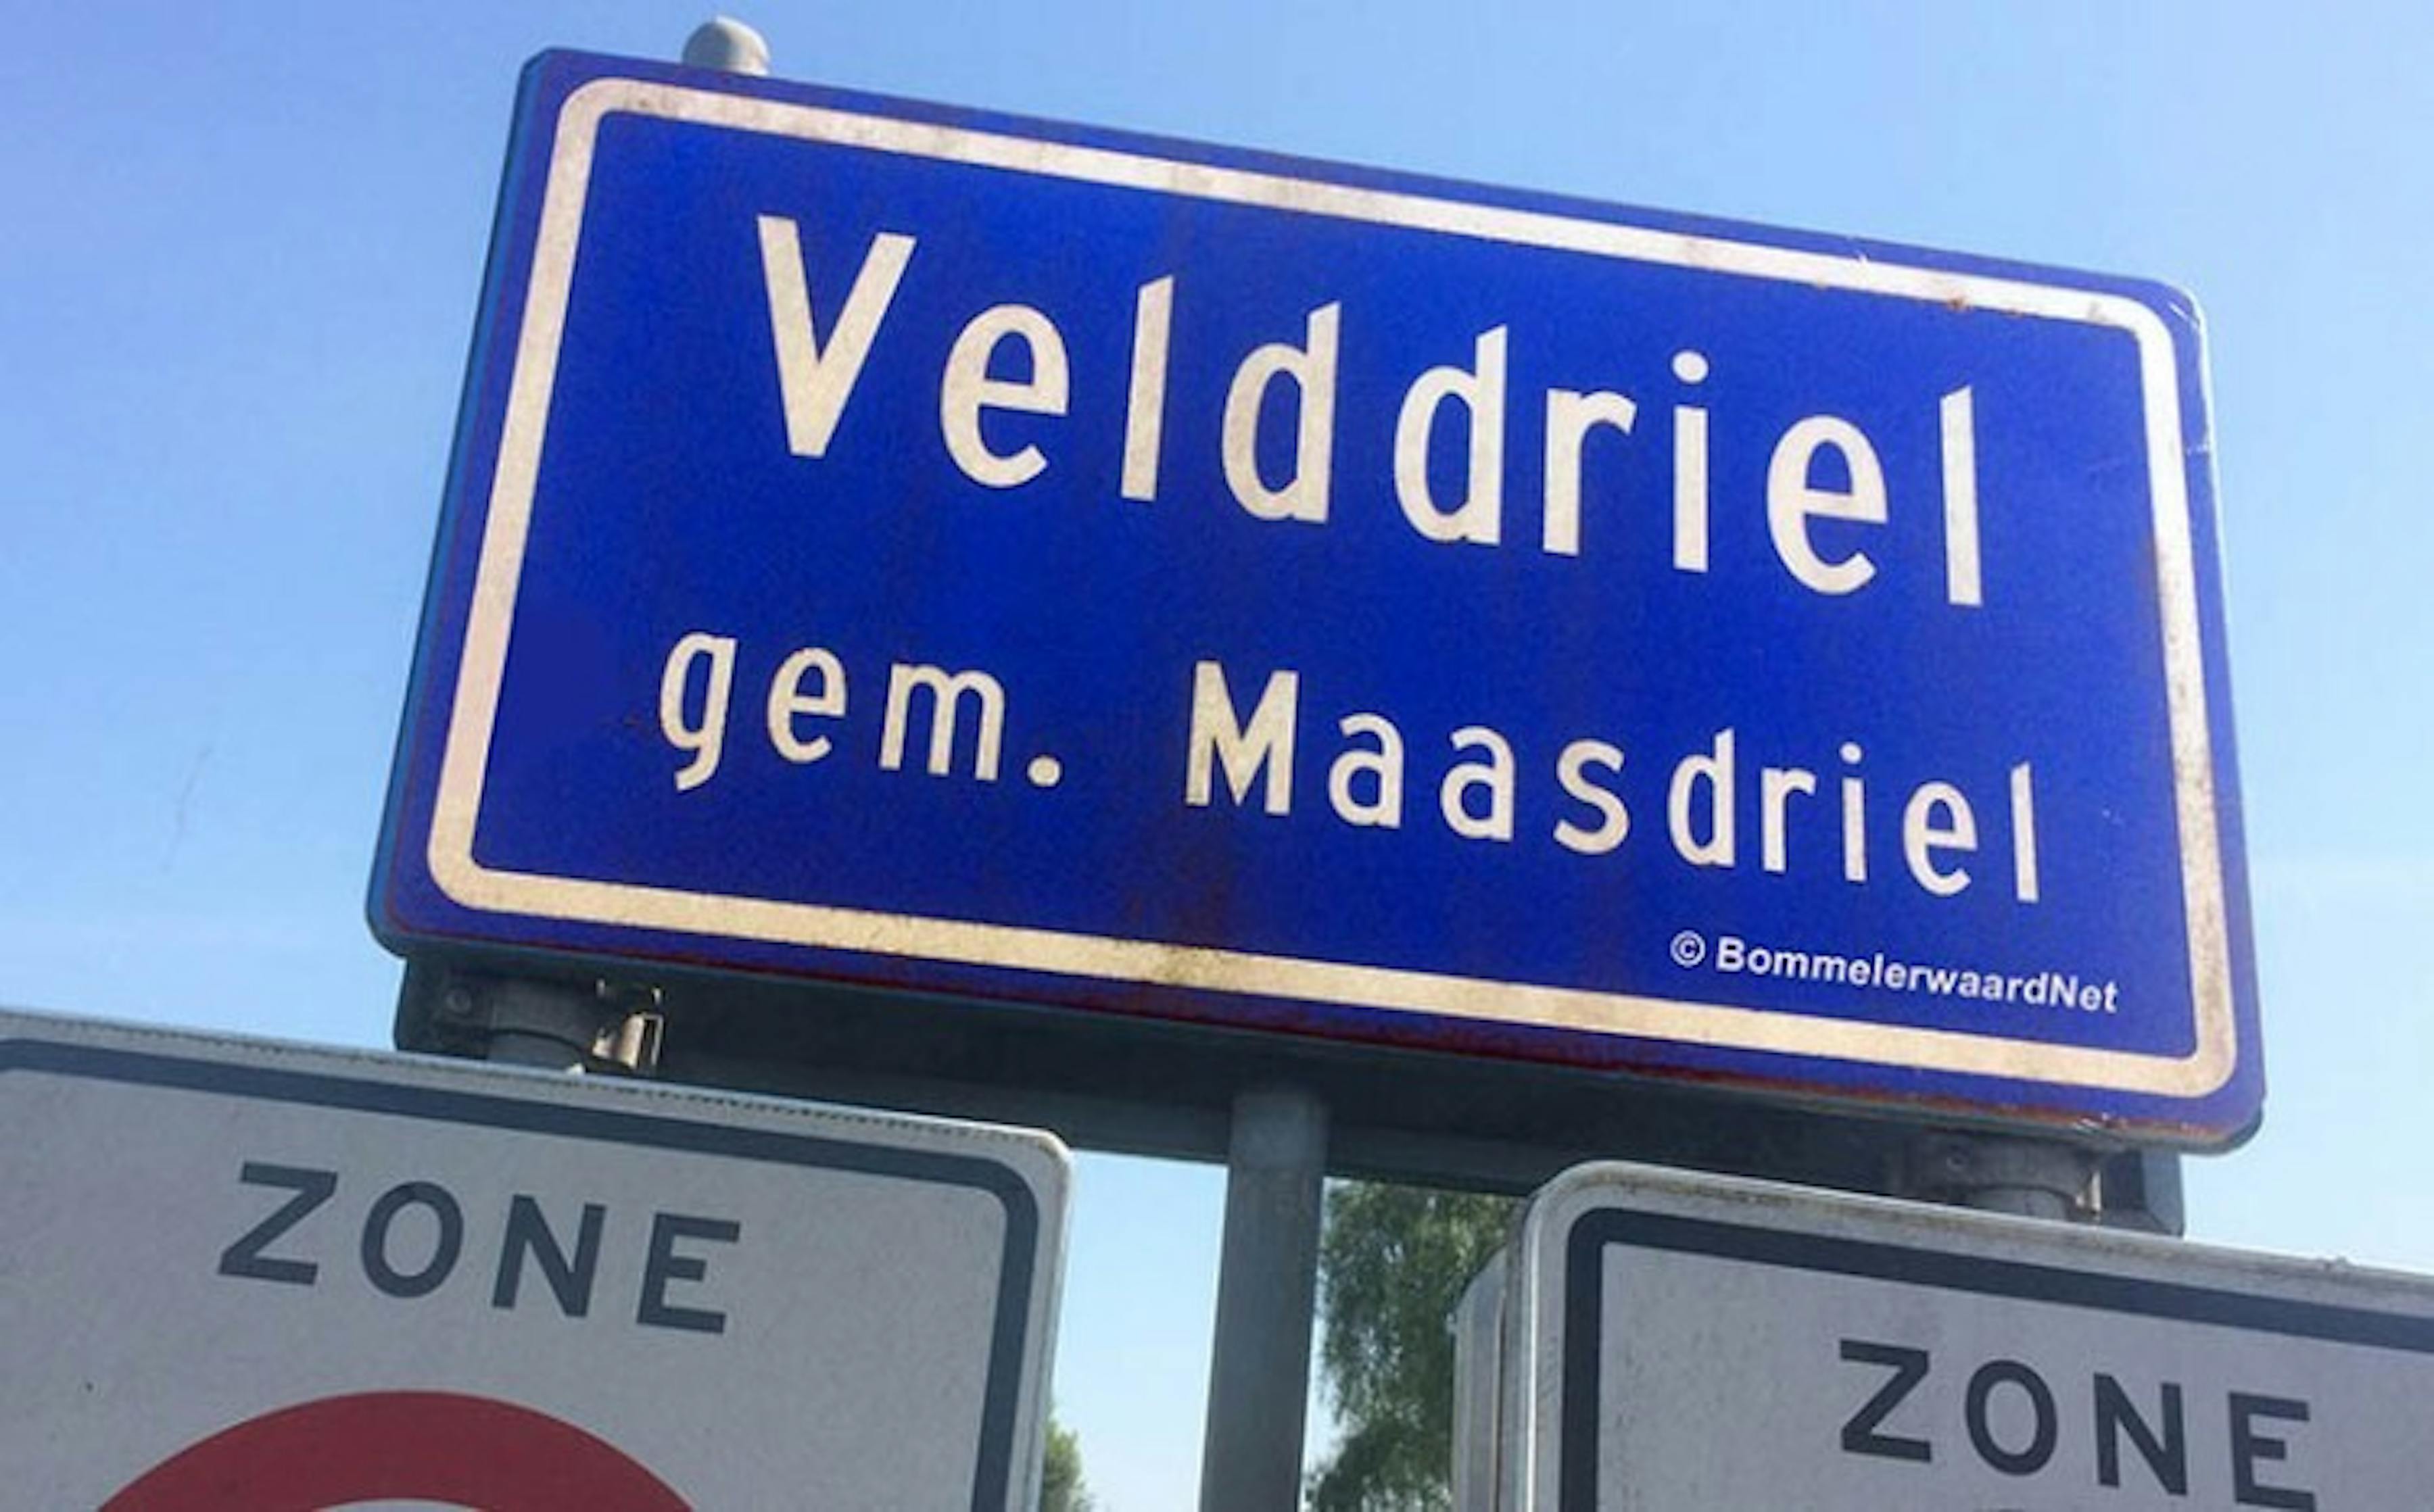 Velddriel
gem. Maasdriel
© BommelerwaardNet
ZONE
ZONE